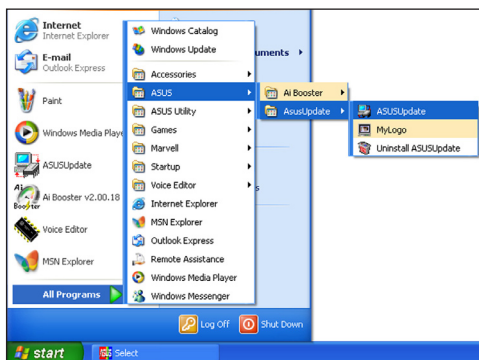 Internet
Internet Explorer
E-mail
Outlook Express
Paint
Windows Media Playe
ASUSUpdate
Ai Booster v2.00.18
Voice Editor
MSN Explorer
All Programs
Windows Catalog
Windows Update
Accessories
ASUS
ASUS Utility
Games
Marvell
Startup
Voice Editor
Internet Explorer
MSN Explorer
Outlook Express
Remote Assistance
Windows Media Player
Windows Messenger
uments
s
Ai Booster
AsusUpdate
ASUSUpdate
MyLogo
Uninstall ASUSUpdate
Log Off
Shut Down
start
Select